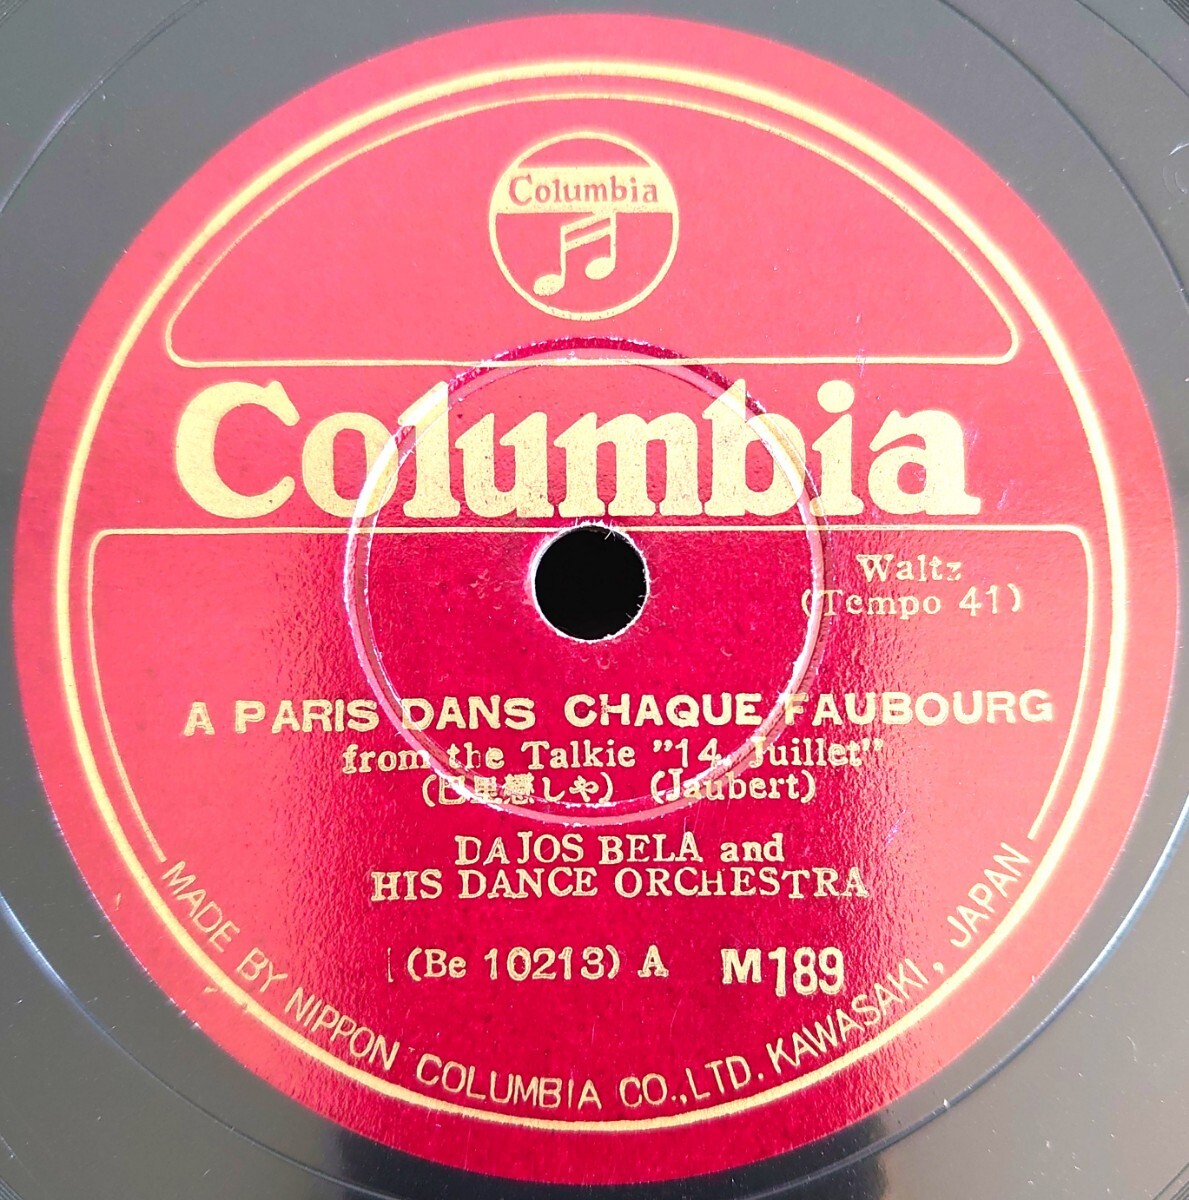 Columbia
Columbia
Waltz
(Tempo 41)
A PARIS DANS CHAQUE FAUBOURG
from the Talkie "14. Juillet"
(巴里戀しや) (Jaubert)
DAJOS BELA and
HIS DANCE ORCHESTRA
(Be 10213) A M189
MADE BY NIPPON COLUMBIA CO., LTD. KAWASAKI, JAPAN